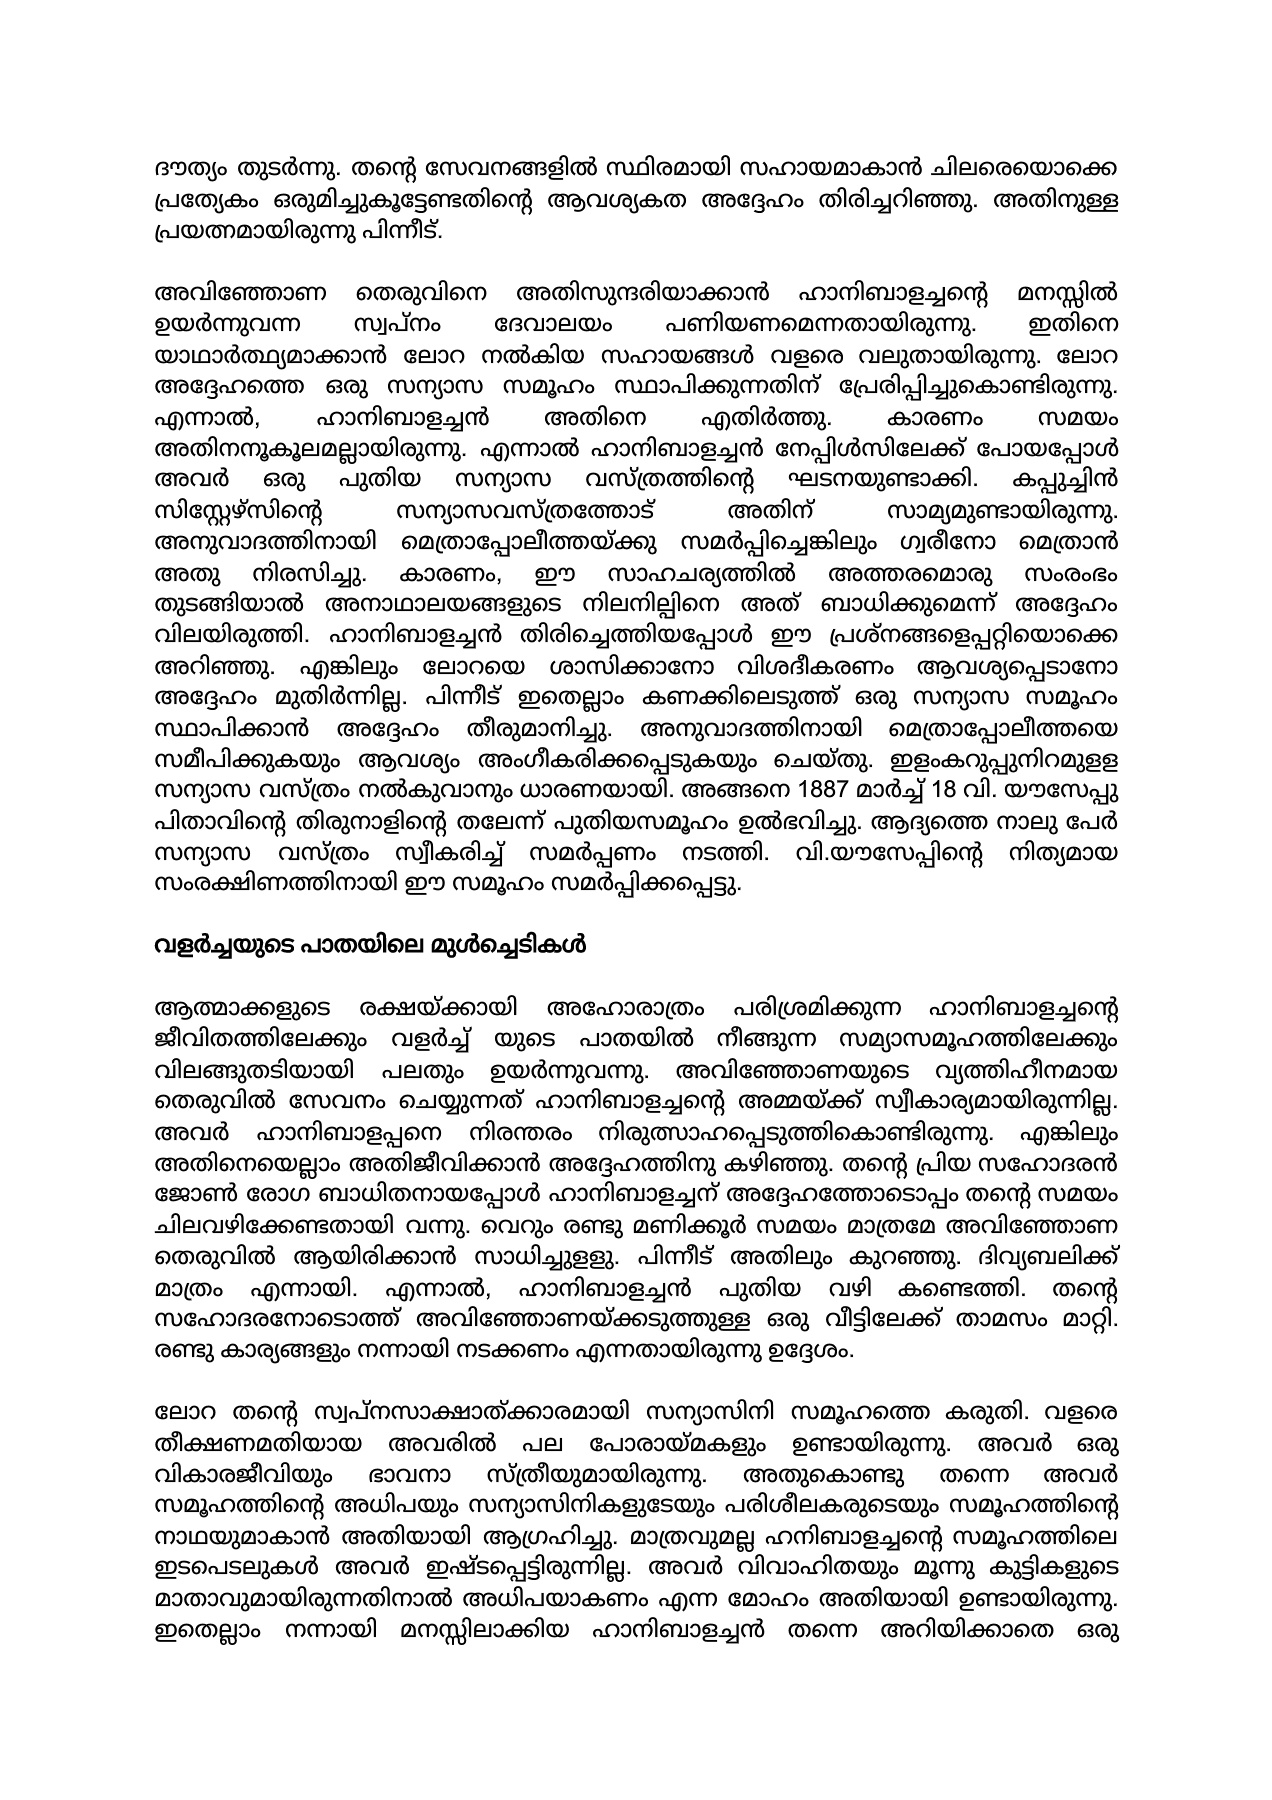 ദൗത്യം തുടർന്നു. തന്റെ സേവനങ്ങളിൽ സ്ഥിരമായി സഹായമാകാൻ ചിലരെയൊക്കെ
പ്രത്യേകം ഒരുമിച്ചുകൂട്ടേണ്ടതിന്റെ ആവശ്യകത അദ്ദേഹം തിരിച്ചറിഞ്ഞു. അതിനുള്ള
പ്രയത്നമായിരുന്നു പിന്നീട്.
അവിഞ്ഞോണ തെരുവിനെ അതിസുന്ദരിയാക്കാൻ ഹാനിബാളച്ചന്റെ മനസ്സിൽ
ഉയർന്നുവന്ന സ്വപ്നം ദേവാലയം പണിയണമെന്നതായിരുന്നു. ഇതിനെ
യാഥാർത്ഥ്യമാക്കാൻ ലോറ നൽകിയ സഹായങ്ങൾ വളരെ വലുതായിരുന്നു. ലോറ
അദ്ദേഹത്തെ ഒരു സന്യാസ സമൂഹം സ്ഥാപിക്കുന്നതിന് പ്രേരിപ്പിച്ചുകൊണ്ടിരുന്നു.
എന്നാൽ, ഹാനിബാളച്ചൻ അതിനെ എതിർത്തു. കാരണം സമയം
അതിനനുകൂലമല്ലായിരുന്നു. എന്നാൽ ഹാനിബാളച്ചൻ നേപ്പിൾസിലേക്ക് പോയപ്പോൾ
അവർ ഒരു പുതിയ സന്യാസ വസ്ത്രത്തിന്റെ ഘടനയുണ്ടാക്കി. കപ്പുച്ചിൻ
സിസ്റ്റേഴ്സിന്റെ സന്യാസവസ്ത്രത്തോട് അതിന് സാമ്യമുണ്ടായിരുന്നു.
അനുവാദത്തിനായി മെത്രാപ്പോലീത്തയ്ക്കു സമർപ്പിച്ചെങ്കിലും ഗ്വരീനോ മെത്രാൻ
അതു നിരസിച്ചു. കാരണം, ഈ സാഹചര്യത്തിൽ അത്തരമൊരു സംരംഭം
തുടങ്ങിയാൽ അനാഥാലയങ്ങളുടെ നിലനില്പിനെ അത് ബാധിക്കുമെന്ന് അദ്ദേഹം
വിലയിരുത്തി. ഹാനിബാളച്ചൻ തിരിച്ചെത്തിയപ്പോൾ ഈ പ്രശ്നങ്ങളെപ്പറ്റിയൊക്കെ
അറിഞ്ഞു. എങ്കിലും ലോറയെ ശാസിക്കാനോ വിശദീകരണം ആവശ്യപ്പെടാനോ
അദ്ദേഹം മുതിർന്നില്ല. പിന്നീട് ഇതെല്ലാം കണക്കിലെടുത്ത് ഒരു സന്യാസ സമൂഹം
സ്ഥാപിക്കാൻ അദ്ദേഹം തീരുമാനിച്ചു. അനുവാദത്തിനായി മെത്രാപ്പോലീത്തയെ
സമീപിക്കുകയും ആവശ്യം അംഗീകരിക്കപ്പെടുകയും ചെയ്തു. ഇളംകറുപ്പുനിറമുളള
സന്യാസ വസ്ത്രം നൽകുവാനും ധാരണയായി. അങ്ങനെ 1887 മാർച്ച് 18 വി. യൗസേപ്പു
പിതാവിന്റെ തിരുനാളിന്റെ തലേന്ന് പുതിയസമൂഹം ഉൽഭവിച്ചു. ആദ്യത്തെ നാലു പേർ
സന്യാസ വസ്ത്രം സ്വീകരിച്ച് സമർപ്പണം നടത്തി. വി.യൗസേപ്പിന്റെ നിത്യമായ
സംരക്ഷിണത്തിനായി ഈ സമൂഹം സമർപ്പിക്കപ്പെട്ടു.
വളർച്ചയുടെ പാതയിലെ മുൾച്ചെടികൾ
ആത്മാക്കളുടെ രക്ഷയ്ക്കായി അഹോരാത്രം പരിശ്രമിക്കുന്ന ഹാനിബാളച്ചന്റെ
ജീവിതത്തിലേക്കും വളർച്ച് യുടെ പാതയിൽ നീങ്ങുന്ന സമ്യാസമൂഹത്തിലേക്കും
വിലങ്ങുതടിയായി പലതും ഉയർന്നുവന്നു. അവിഞ്ഞോണയുടെ വ്യത്തിഹീനമായ
തെരുവിൽ സേവനം ചെയ്യുന്നത് ഹാനിബാളച്ചന്റെ അമ്മയ്ക്ക് സ്വീകാര്യമായിരുന്നില്ല.
അവർ ഹാനിബാളപ്പനെ നിരന്തരം നിരുത്സാഹപ്പെടുത്തികൊണ്ടിരുന്നു. എങ്കിലും
അതിനെയെല്ലാം അതിജീവിക്കാൻ അദ്ദേഹത്തിനു കഴിഞ്ഞു. തന്റെ പ്രിയ സഹോദരൻ
ജോൺ രോഗ ബാധിതനായപ്പോൾ ഹാനിബാളച്ചന് അദ്ദേഹത്തോടൊപ്പം തന്റെ സമയം
ചിലവഴിക്കേണ്ടതായി വന്നു. വെറും രണ്ടു മണിക്കൂർ സമയം മാത്രമേ അവിഞ്ഞോണ
തെരുവിൽ ആയിരിക്കാൻ സാധിച്ചുളളു. പിന്നീട് അതിലും കുറഞ്ഞു. ദിവ്യബലിക്ക്
മാത്രം എന്നായി. എന്നാൽ, ഹാനിബാളച്ചൻ പുതിയ വഴി കണ്ടെത്തി. തന്റെ
സഹോദരനോടൊത്ത് അവിഞ്ഞോണയ്ക്കടുത്തുള്ള ഒരു വീട്ടിലേക്ക് താമസം മാറ്റി.
രണ്ടു കാര്യങ്ങളും നന്നായി നടക്കണം എന്നതായിരുന്നു ഉദ്ദേശം.
ലോറ തന്റെ സ്വപ്നസാക്ഷാത്ക്കാരമായി സന്യാസിനി സമൂഹത്തെ കരുതി. വളരെ
തീക്ഷണമതിയായ അവരിൽ പല പോരായ്മകളും ഉണ്ടായിരുന്നു. അവർ ഒരു
വികാരജീവിയും ഭാവനാ സ്ത്രീയുമായിരുന്നു. അതുകൊണ്ടു തന്നെ അവർ
സമൂഹത്തിന്റെ അധിപയും സന്യാസിനികളുടേയും പരിശീലകരുടെയും സമൂഹത്തിന്റെ
നാഥയുമാകാൻ അതിയായി ആഗ്രഹിച്ചു. മാത്രവുമല്ല ഹനിബാളച്ചന്റെ സമൂഹത്തിലെ
ഇടപെടലുകൾ അവർ ഇഷ്ടപ്പെട്ടിരുന്നില്ല. അവർ വിവാഹിതയും മൂന്നു കുട്ടികളുടെ
മാതാവുമായിരുന്നതിനാൽ അധിപയാകണം എന്ന മോഹം അതിയായി ഉണ്ടായിരുന്നു.
ഇതെല്ലാം നന്നായി മനസ്സിലാക്കിയ ഹാനിബാളച്ചൻ തന്നെ അറിയിക്കാതെ ഒരു